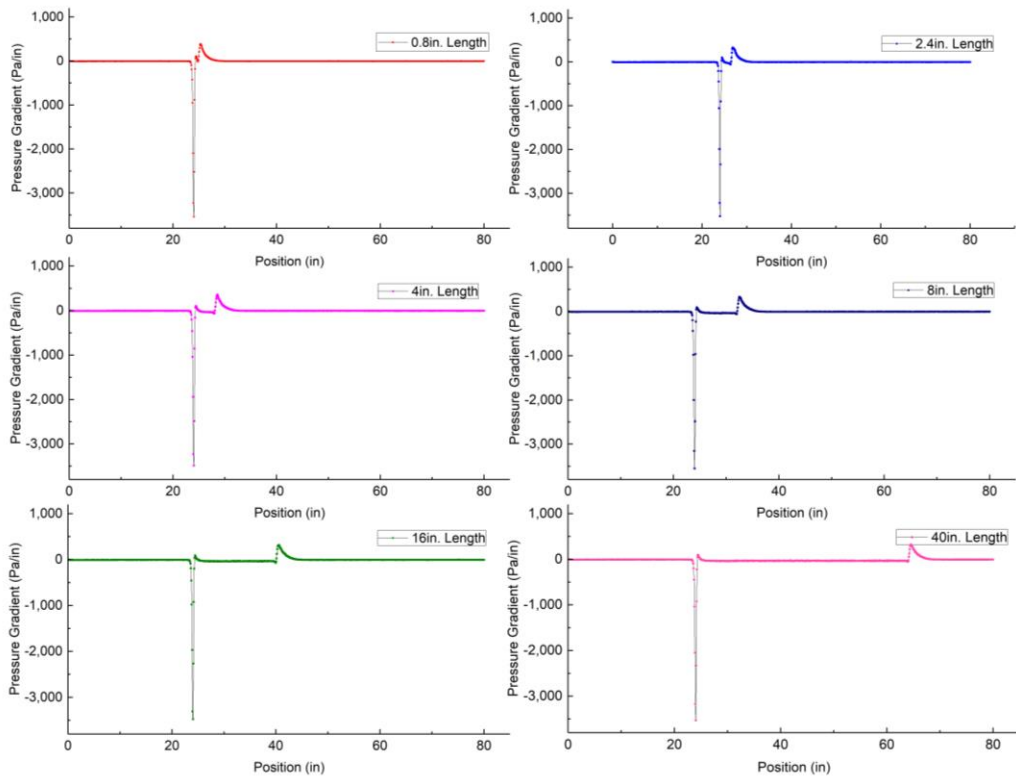 1,000
0
-1,000
-2,000
-3,000
Pressure Gradient (Pa/in)
0.8in. Length
0 20 40 60 80
Position (in)
1,000
0
-1,000
-2,000
-3,000
Pressure Gradient (Pa/in)
2.4in. Length
0 20 40 60 80
Position (in)
1,000
0
-1,000
-2,000
-3,000
Pressure Gradient (Pa/in)
4in. Length
0 20 40 60 80
Position (in)
1,000
0
-1,000
-2,000
-3,000
Pressure Gradient (Pa/in)
8in. Length
0 20 40 60 80
Position (in)
1,000
0
-1,000
-2,000
-3,000
Pressure Gradient (Pa/in)
16in. Length
0 20 40 60 80
Position (in)
1,000
0
-1,000
-2,000
-3,000
Pressure Gradient (Pa/in)
40in. Length
0 20 40 60 80
Position (in)